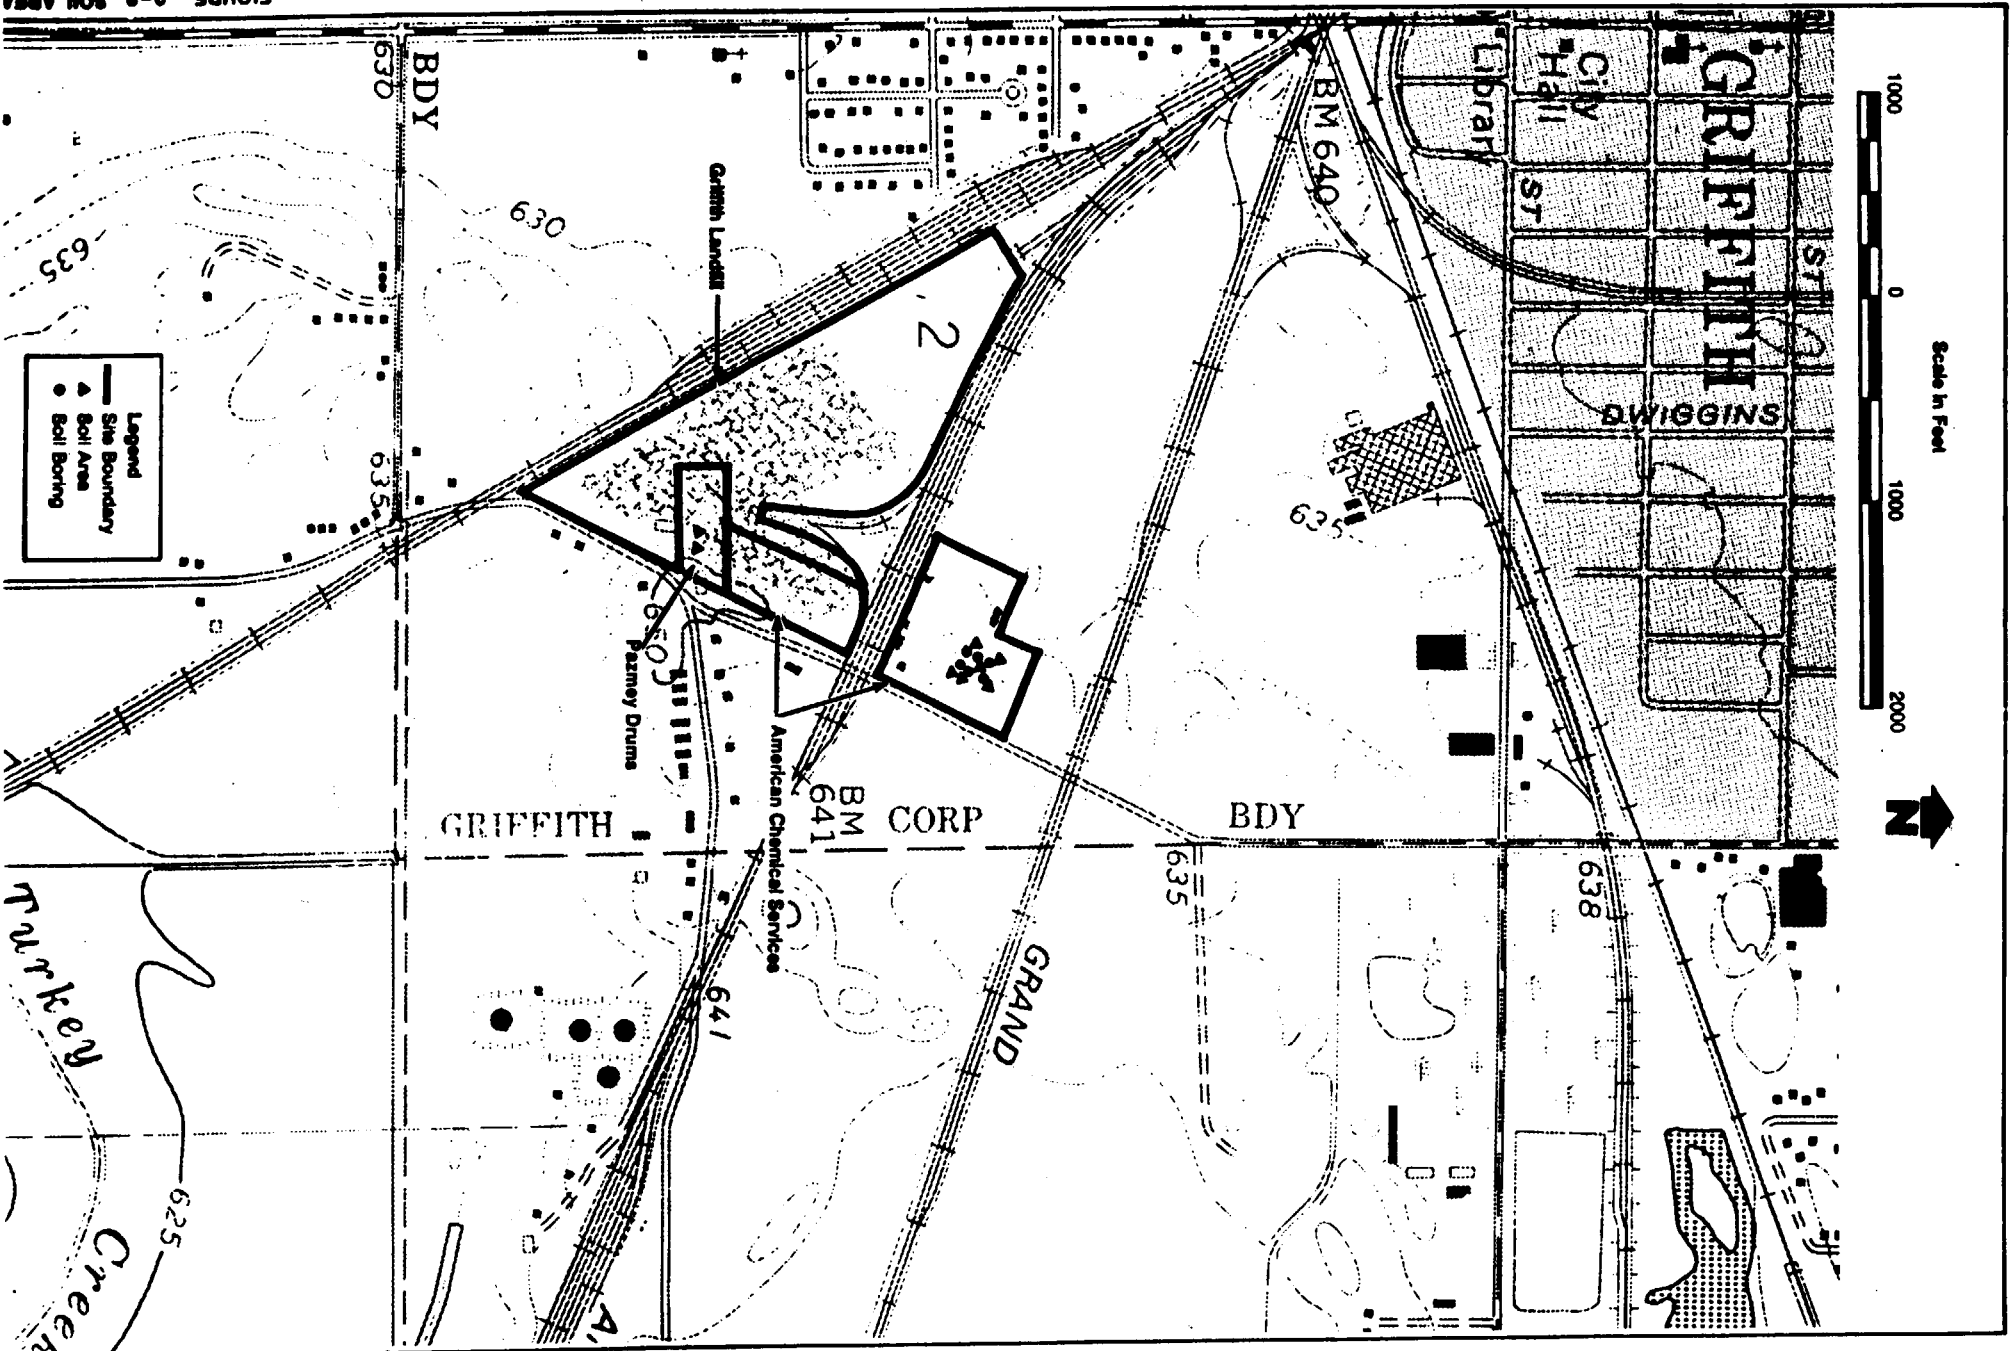 1000
0
1000
2000
Scale in Feet
N
GRIFFITH
City
Hall
Library
ST
ST
DWIGGINS
BM 640
BDY
630
630
635
Griffith Landfill
2
635
635
Legend
Site Boundary
Soil Area
Soil Boring
650
Pazmey Drums
American Chemical Services
BM
641
GRIFFITH
CORP
BDY
635
638
641
GRAND
A.
625
Turkey
Creek